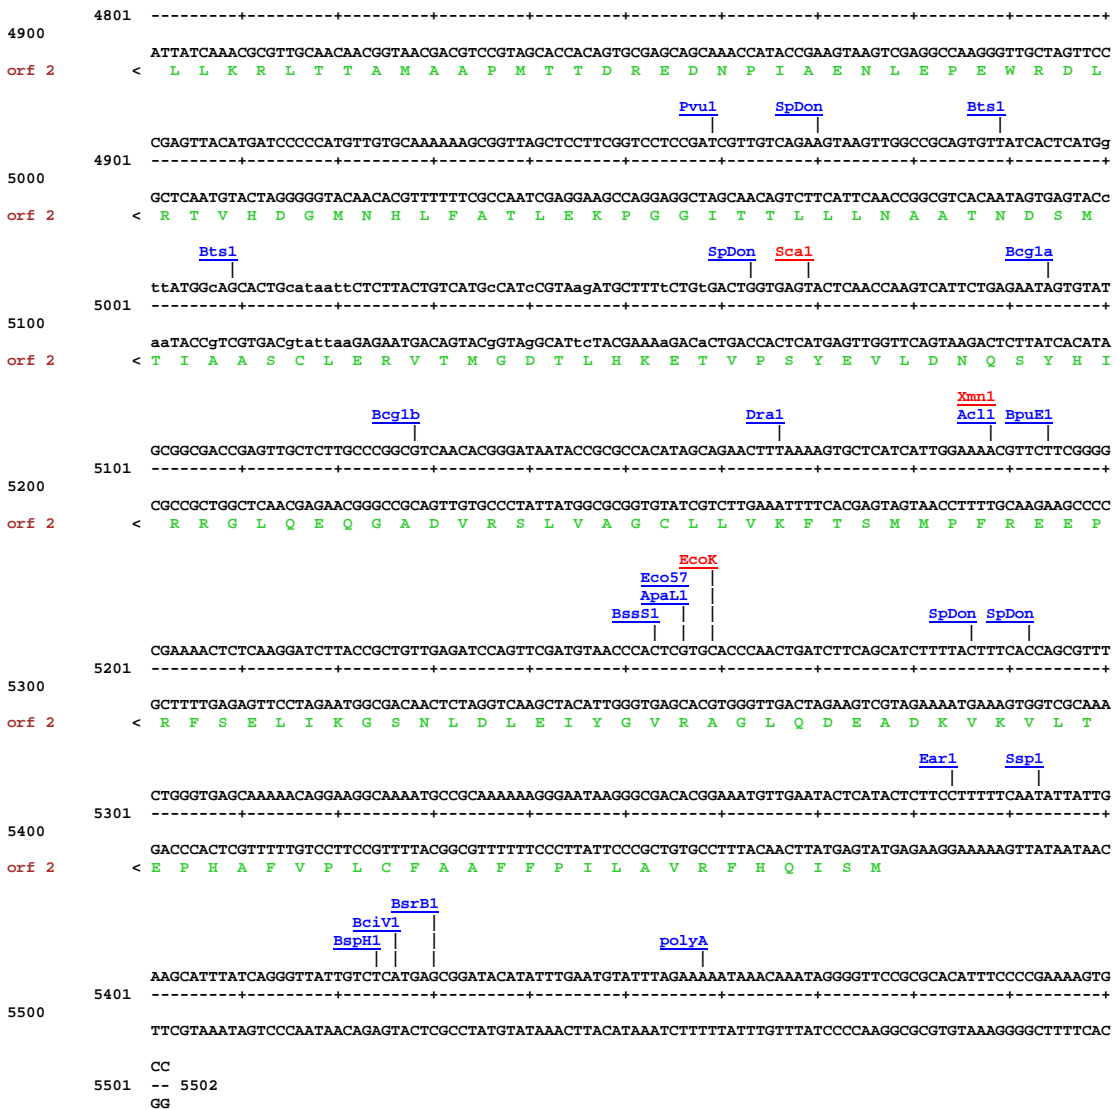 4801 ---------+---------+---------+---------+---------+---------+---------+---------+---------+---------+
4900
ATTATCAAACGCGTTGCAACAACGGTAACGACGTCCGTAGCACCACAGTGCGAGCAGCAAACCATACCGAAGTAAGTCGAGGCCAAGGGTTGCTAGTTCC
orf 2 < L L K R L T T A M A A P M T T D R E D N P I A E N L E P E W R D L
Pvu1 SpDon Bts1
CGAGTTACATGATCCCCCATGTTGTGCAAAAAAGCGGTTAGCTCCTTCGGTCCTCCGATCGTTGTCAGAAGTAAGTTGGCCGCAGTGTTATCACTCATGg
4901 ---------+---------+---------+---------+---------+---------+---------+---------+---------+---------+
5000
GCTCAATGTACTAGGGGGTACAACACGTTTTTTCGCCAATCGAGGAAGCCAGGAGGCTAGCAACAGTCTTCATTCAACCGGCGTCACAATAGTGAGTACc
orf 2 < R T V H D G M N H L F A T L E K P G G I T T L L L N A A T N D S M
Bts1 SpDon Sca1 Bcg1a
ttATGGcAGCACTGcataattCTCTTACTGTCATGcCATcCGTAagATGCTTTtCTGtGACTGGTGAGTACTCAACCAAGTCATTCTGAGAATAGTGTAT
5001 ---------+---------+---------+---------+---------+---------+---------+---------+---------+---------+
5100
aaTACCgTCGTGACgtattaaGAGAATGACAGTACgGTAgGCATtcTACGAAAaGACaCTGACCACTCATGAGTTGGTTCAGTAAGACTCTTATCACATA
orf 2 < T I A A S C L E R V T M G D T L H K E T V P S Y E V L D N Q S Y H I
Xmn1
Bcg1b Dra1 Acl1 BpuE1
GCGGCGACCGAGTTGCTCTTGCCCGGCGTCAACACGGGATAATACCGCGCCACATAGCAGAACTTTAAAAGTGCTCATCATTGGAAAACGTTCTTCGGGG
5101 ---------+---------+---------+---------+---------+---------+---------+---------+---------+---------+
5200
CGCCGCTGGCTCAACGAGAACGGGCCGCAGTTGTGCCCTATTATGGCGCGGTGTATCGTCTTGAAATTTTCACGAGTAGTAACCTTTTGCAAGAAGCCCC
orf 2 < R R G L Q E Q G A D V R S L V A G C L L V K F T S M M P F R E E P
EcoK
Eco57
ApaL1
BssS1 SpDon SpDon
CGAAAACTCTCAAGGATCTTACCGCTGTTGAGATCCAGTTCGATGTAACCCACTCGTGCACCCAACTGATCTTCAGCATCTTTTACTTTCACCAGCGTTT
5201 ---------+---------+---------+---------+---------+---------+---------+---------+---------+---------+
5300
GCTTTTGAGAGTTCCTAGAATGGCGACAACTCTAGGTCAAGCTACATTGGGTGAGCACGTGGGTTGACTAGAAGTCGTAGAAAATGAAAGTGGTCGCAAA
orf 2 < R F S E L I K G S N L D L E I Y G V R A G L Q D E A D K V K V L T
Ear1 Ssp1
CTGGGTGAGCAAAAACAGGAAGGCAAAATGCCGCAAAAAAGGGAATAAGGGCGACACGGAAATGTTGAATACTCATACTCTTCCTTTTTCAATATTATTG
5301 ---------+---------+---------+---------+---------+---------+---------+---------+---------+---------+
5400
GACCCACTCGTTTTTGTCCTTCCGTTTTACGGCGTTTTTTCCCTTATTCCCGCTGTGCCTTTACAACTTATGAGTATGAGAAGGAAAAAGTTATAATAAC
orf 2 < E P H A F V P L C F A A F F P I L A V R F H Q I S M
BsrB1
BciV1
BspH1 polyA
AAGCATTTATCAGGGTTATTGTCTCATGAGCGGATACATATTTGAATGTATTTAGAAAAATAAACAAATAGGGGTTCCGCGCACATTTCCCCGAAAAGTG
5401 ---------+---------+---------+---------+---------+---------+---------+---------+---------+---------+
5500
TTCGTAAATAGTCCCAATAACAGAGTACTCGCCTATGTATAAACTTACATAAATCTTTTTATTTGTTTATCCCCAAGGCGCGTGTAAAGGGGCTTTTCAC
CC
5501 -- 5502
GG